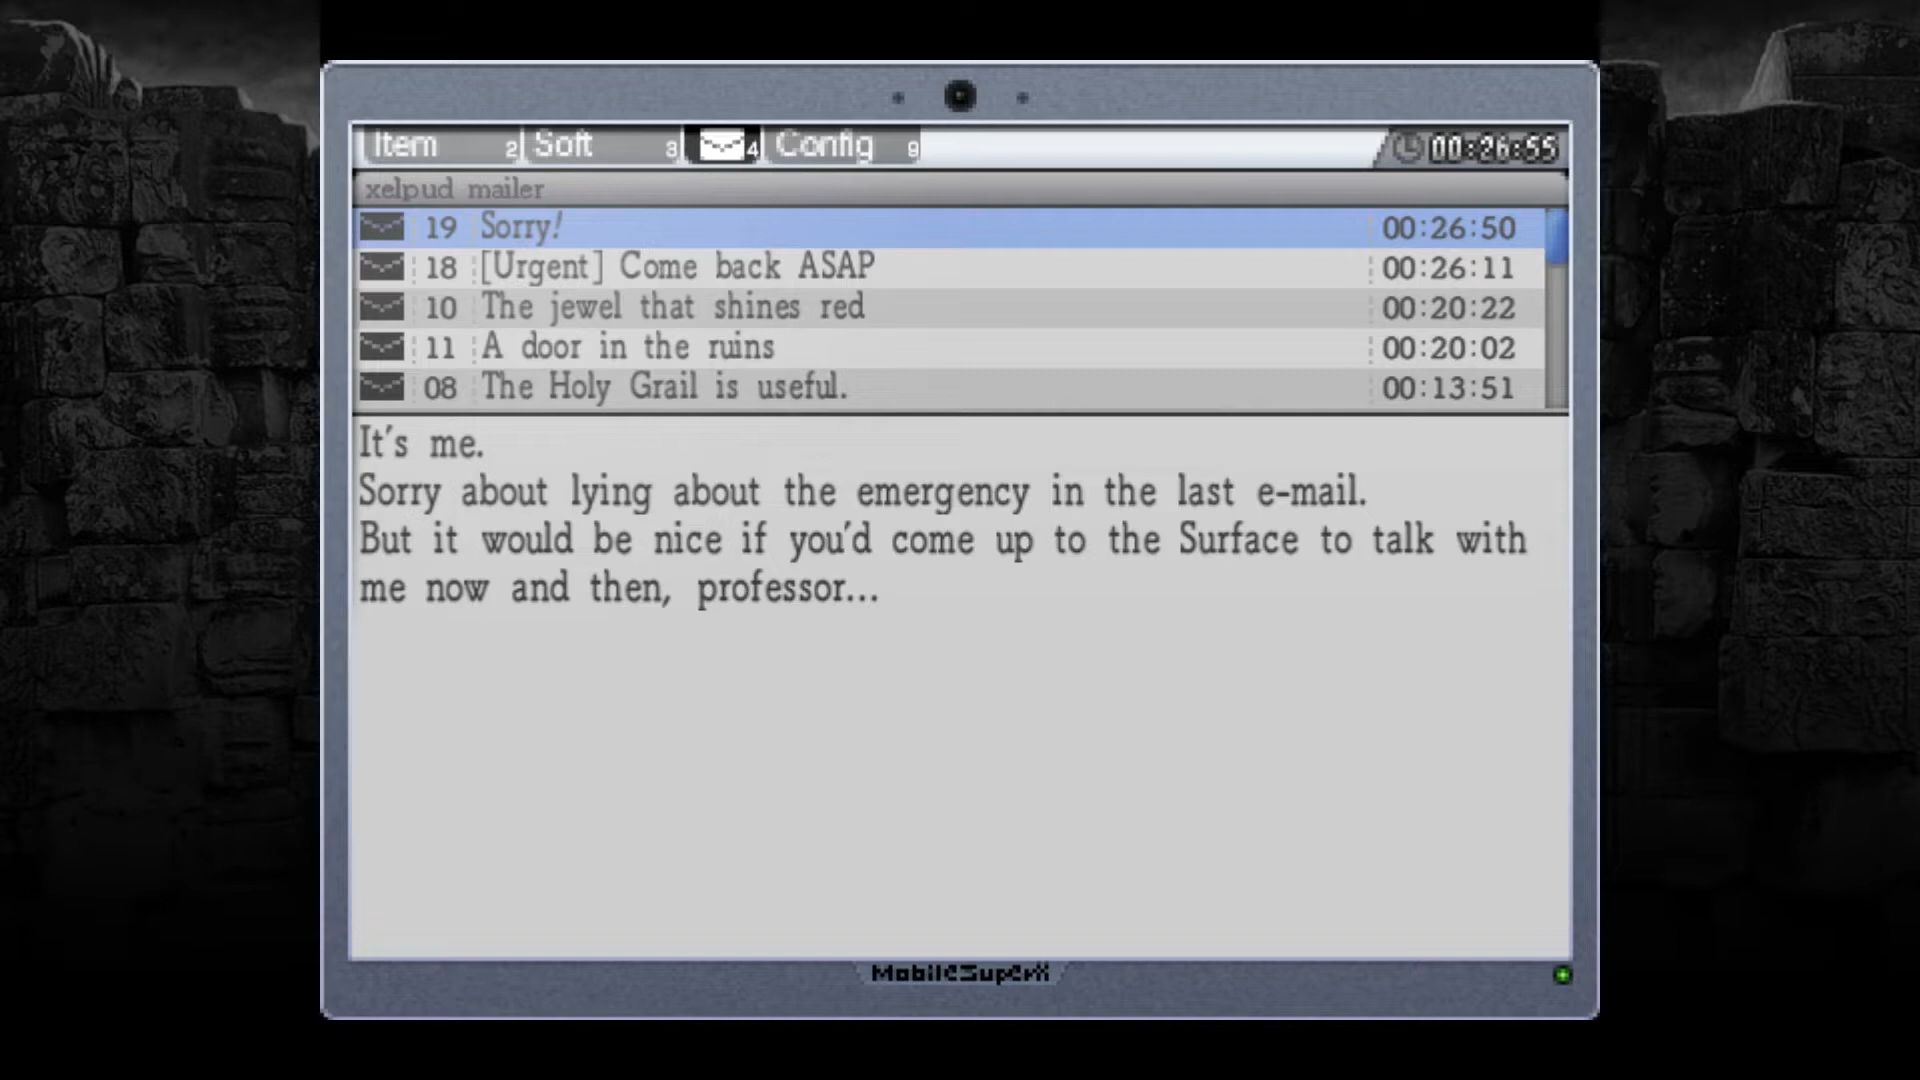 Item 2 Soft 3 4 Config 9 00:26:55
xelpud mailer
19 Sorry! 00:26:50
18 [Urgent] Come back ASAP 00:26:11
10 The jewel that shines red 00:20:22
11 A door in the ruins 00:20:02
08 The Holy Grail is useful. 00:13:51
It's me.
Sorry about lying about the emergency in the last e-mail.
But it would be nice if you'd come up to the Surface to talk with
me now and then, professor...
MobileSuperX